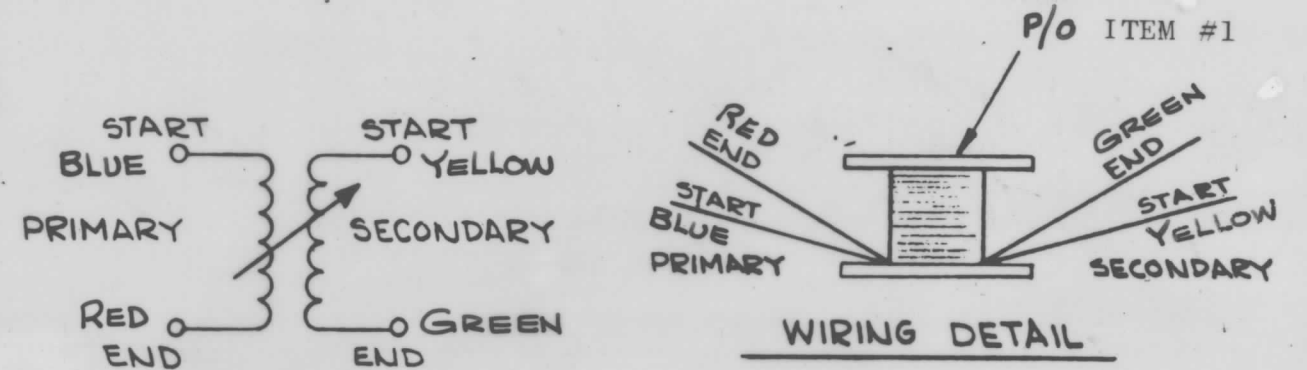 P/O ITEM #1
START
BLUE
PRIMARY
RED
END
START
YELLOW
SECONDARY
GREEN
END
RED
END
START
BLUE
PRIMARY
GREEN
END
START
YELLOW
SECONDARY
WIRING DETAIL